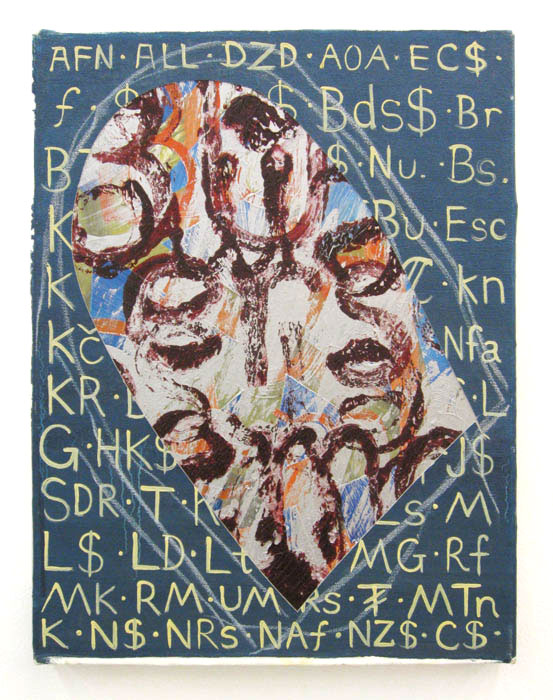 AFN · ALL · DZD · AOA · EC$ ·
f · $ $ · Bds$ · Br
B $ · Nu. · Bs.
K Bu · Esc
K · kn
Kč Nfa
KR · · L
G · HK$ · J$
SDR · T · K Ls · M
L$ · LD · Lt MG · Rf
MK · RM · UM Rs · ₮ · MTn
K · N$ · NRs · NAf · NZ$ · C$ ·